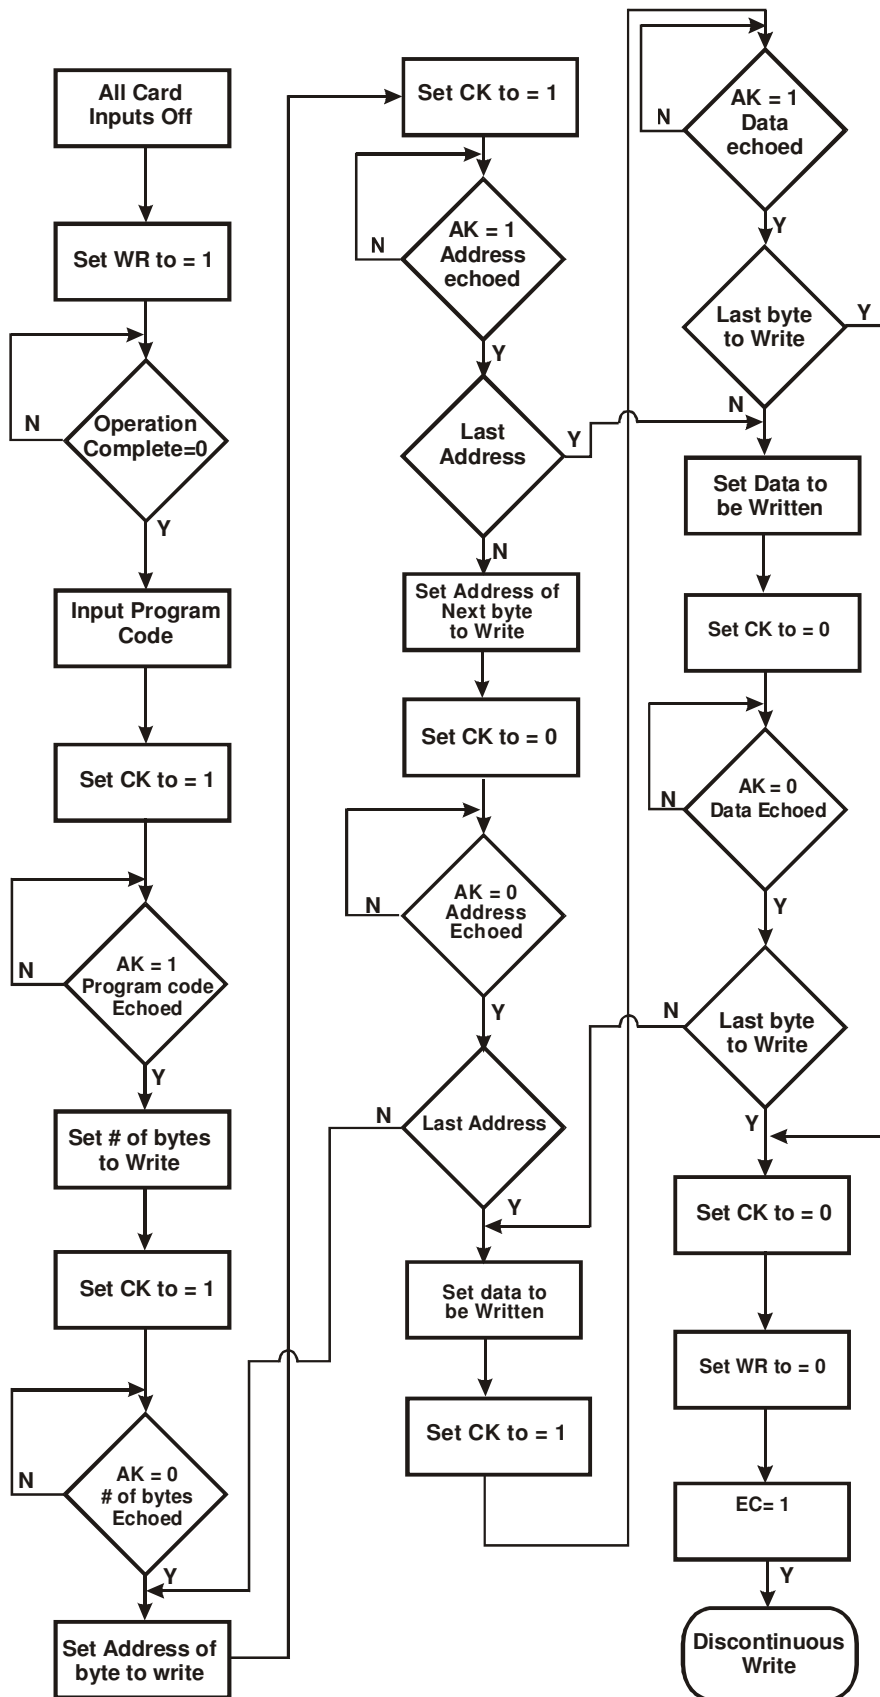 All Card
Inputs Off
Set WR to = 1
N
Operation
Complete=0
Y
Input Program
Code
Set CK to = 1
N
AK = 1
Program code
Echoed
Y
Set # of bytes
to Write
Set CK to = 1
N
AK = 0
# of bytes
Echoed
Y
Set Address of
byte to write
Set CK to = 1
N
AK = 1
Address
echoed
Y
Last
Address
Y
N
Set Address of
Next byte
to Write
Set CK to = 0
N
AK = 0
Address
Echoed
Y
N
Last Address
Y
Set data to
be Written
Set CK to = 1
N
AK = 1
Data
echoed
Y
Last byte
to Write
Y
N
Set Data to
be Written
Set CK to = 0
N
AK = 0
Data Echoed
Y
N
Last byte
to Write
Y
Set CK to = 0
Set WR to = 0
EC= 1
Y
Discontinuous
Write